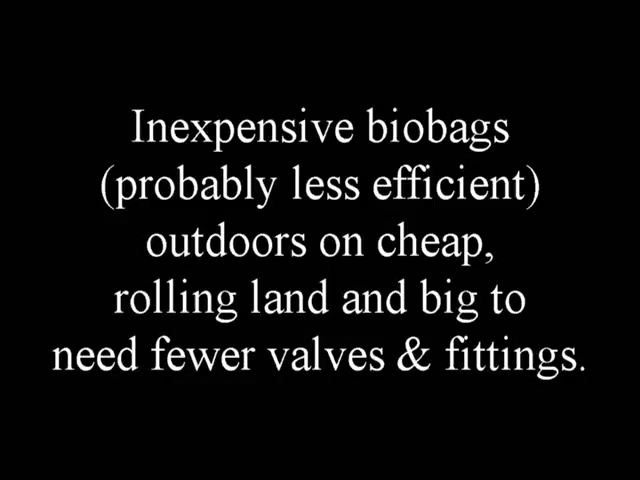 Inexpensive biobags
(probably less efficient)
outdoors on cheap,
rolling land and big to
need fewer valves & fittings.